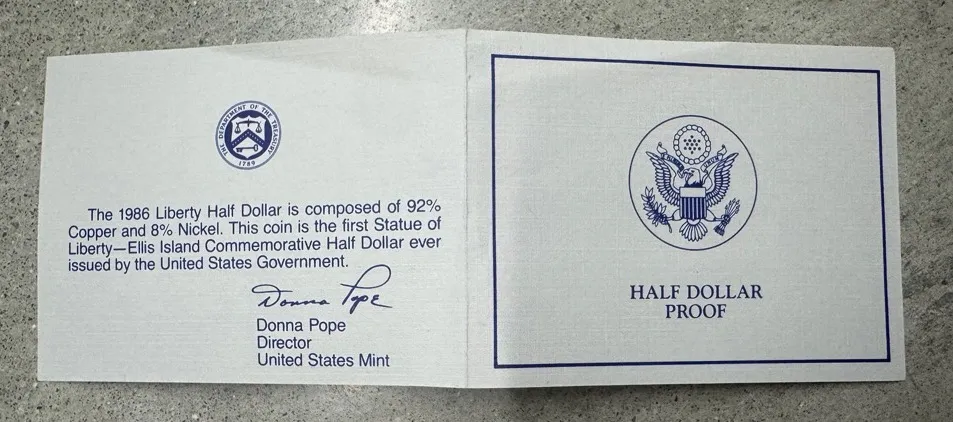 THE DEPARTMENT OF THE TREASURY
1789
The 1986 Liberty Half Dollar is composed of 92%
Copper and 8% Nickel. This coin is the first Statue of
Liberty—Ellis Island Commemorative Half Dollar ever
issued by the United States Government.
Donna Pope
Donna Pope
Director
United States Mint
HALF DOLLAR
PROOF